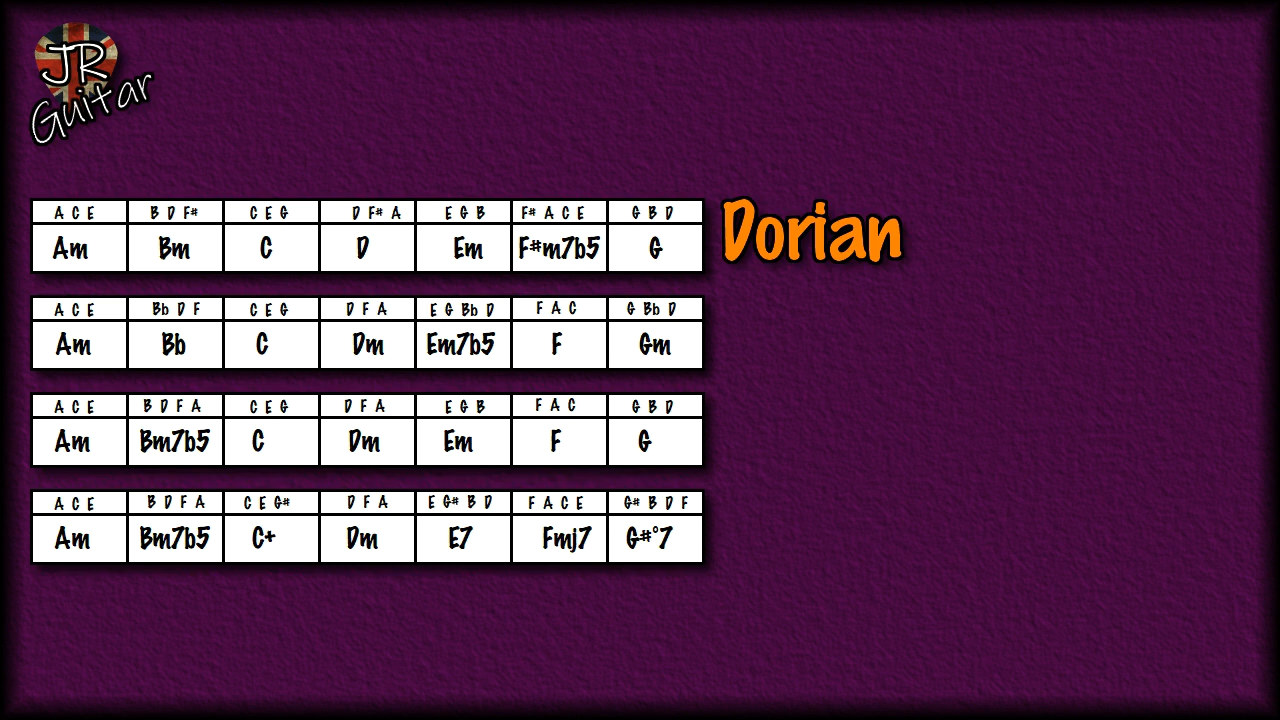 JR
Guitar
A C E B D F# C E G D F# A E G B F# A C E G B D
Am Bm C D Em F#m7b5 G
Dorian
A C E Bb D F C E G D F A E G Bb D F A C G Bb D
Am Bb C Dm Em7b5 F Gm
A C E B D F A C E G D F A E G B F A C G B D
Am Bm7b5 C Dm Em F G
A C E B D F A C E G# D F A E G# B D F A C E G# B D F
Am Bm7b5 C+ Dm E7 Fmj7 G#°7